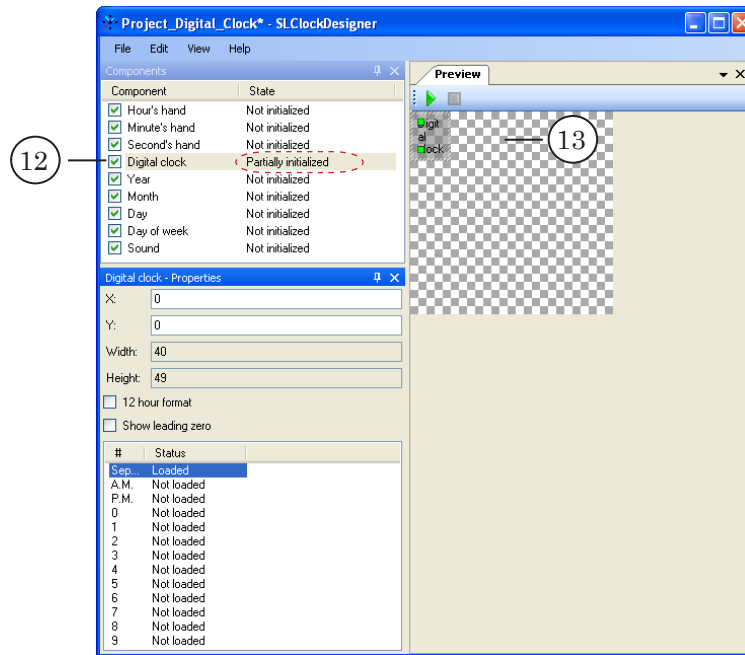 Project_Digital_Clock* - SLClockDesigner
File Edit View Help
Components
Component State
Hour's hand Not initialized
Minute's hand Not initialized
Second's hand Not initialized
12 Digital clock Partially initialized
Year Not initialized
Month Not initialized
Day Not initialized
Day of week Not initialized
Sound Not initialized
Digital clock - Properties
X: 0
Y: 0
Width: 40
Height: 49
12 hour format
Show leading zero
# Status
Sep... Loaded
A.M. Not loaded
P.M. Not loaded
0 Not loaded
1 Not loaded
2 Not loaded
3 Not loaded
4 Not loaded
5 Not loaded
6 Not loaded
7 Not loaded
8 Not loaded
9 Not loaded
Preview
Digit
al
clock
13